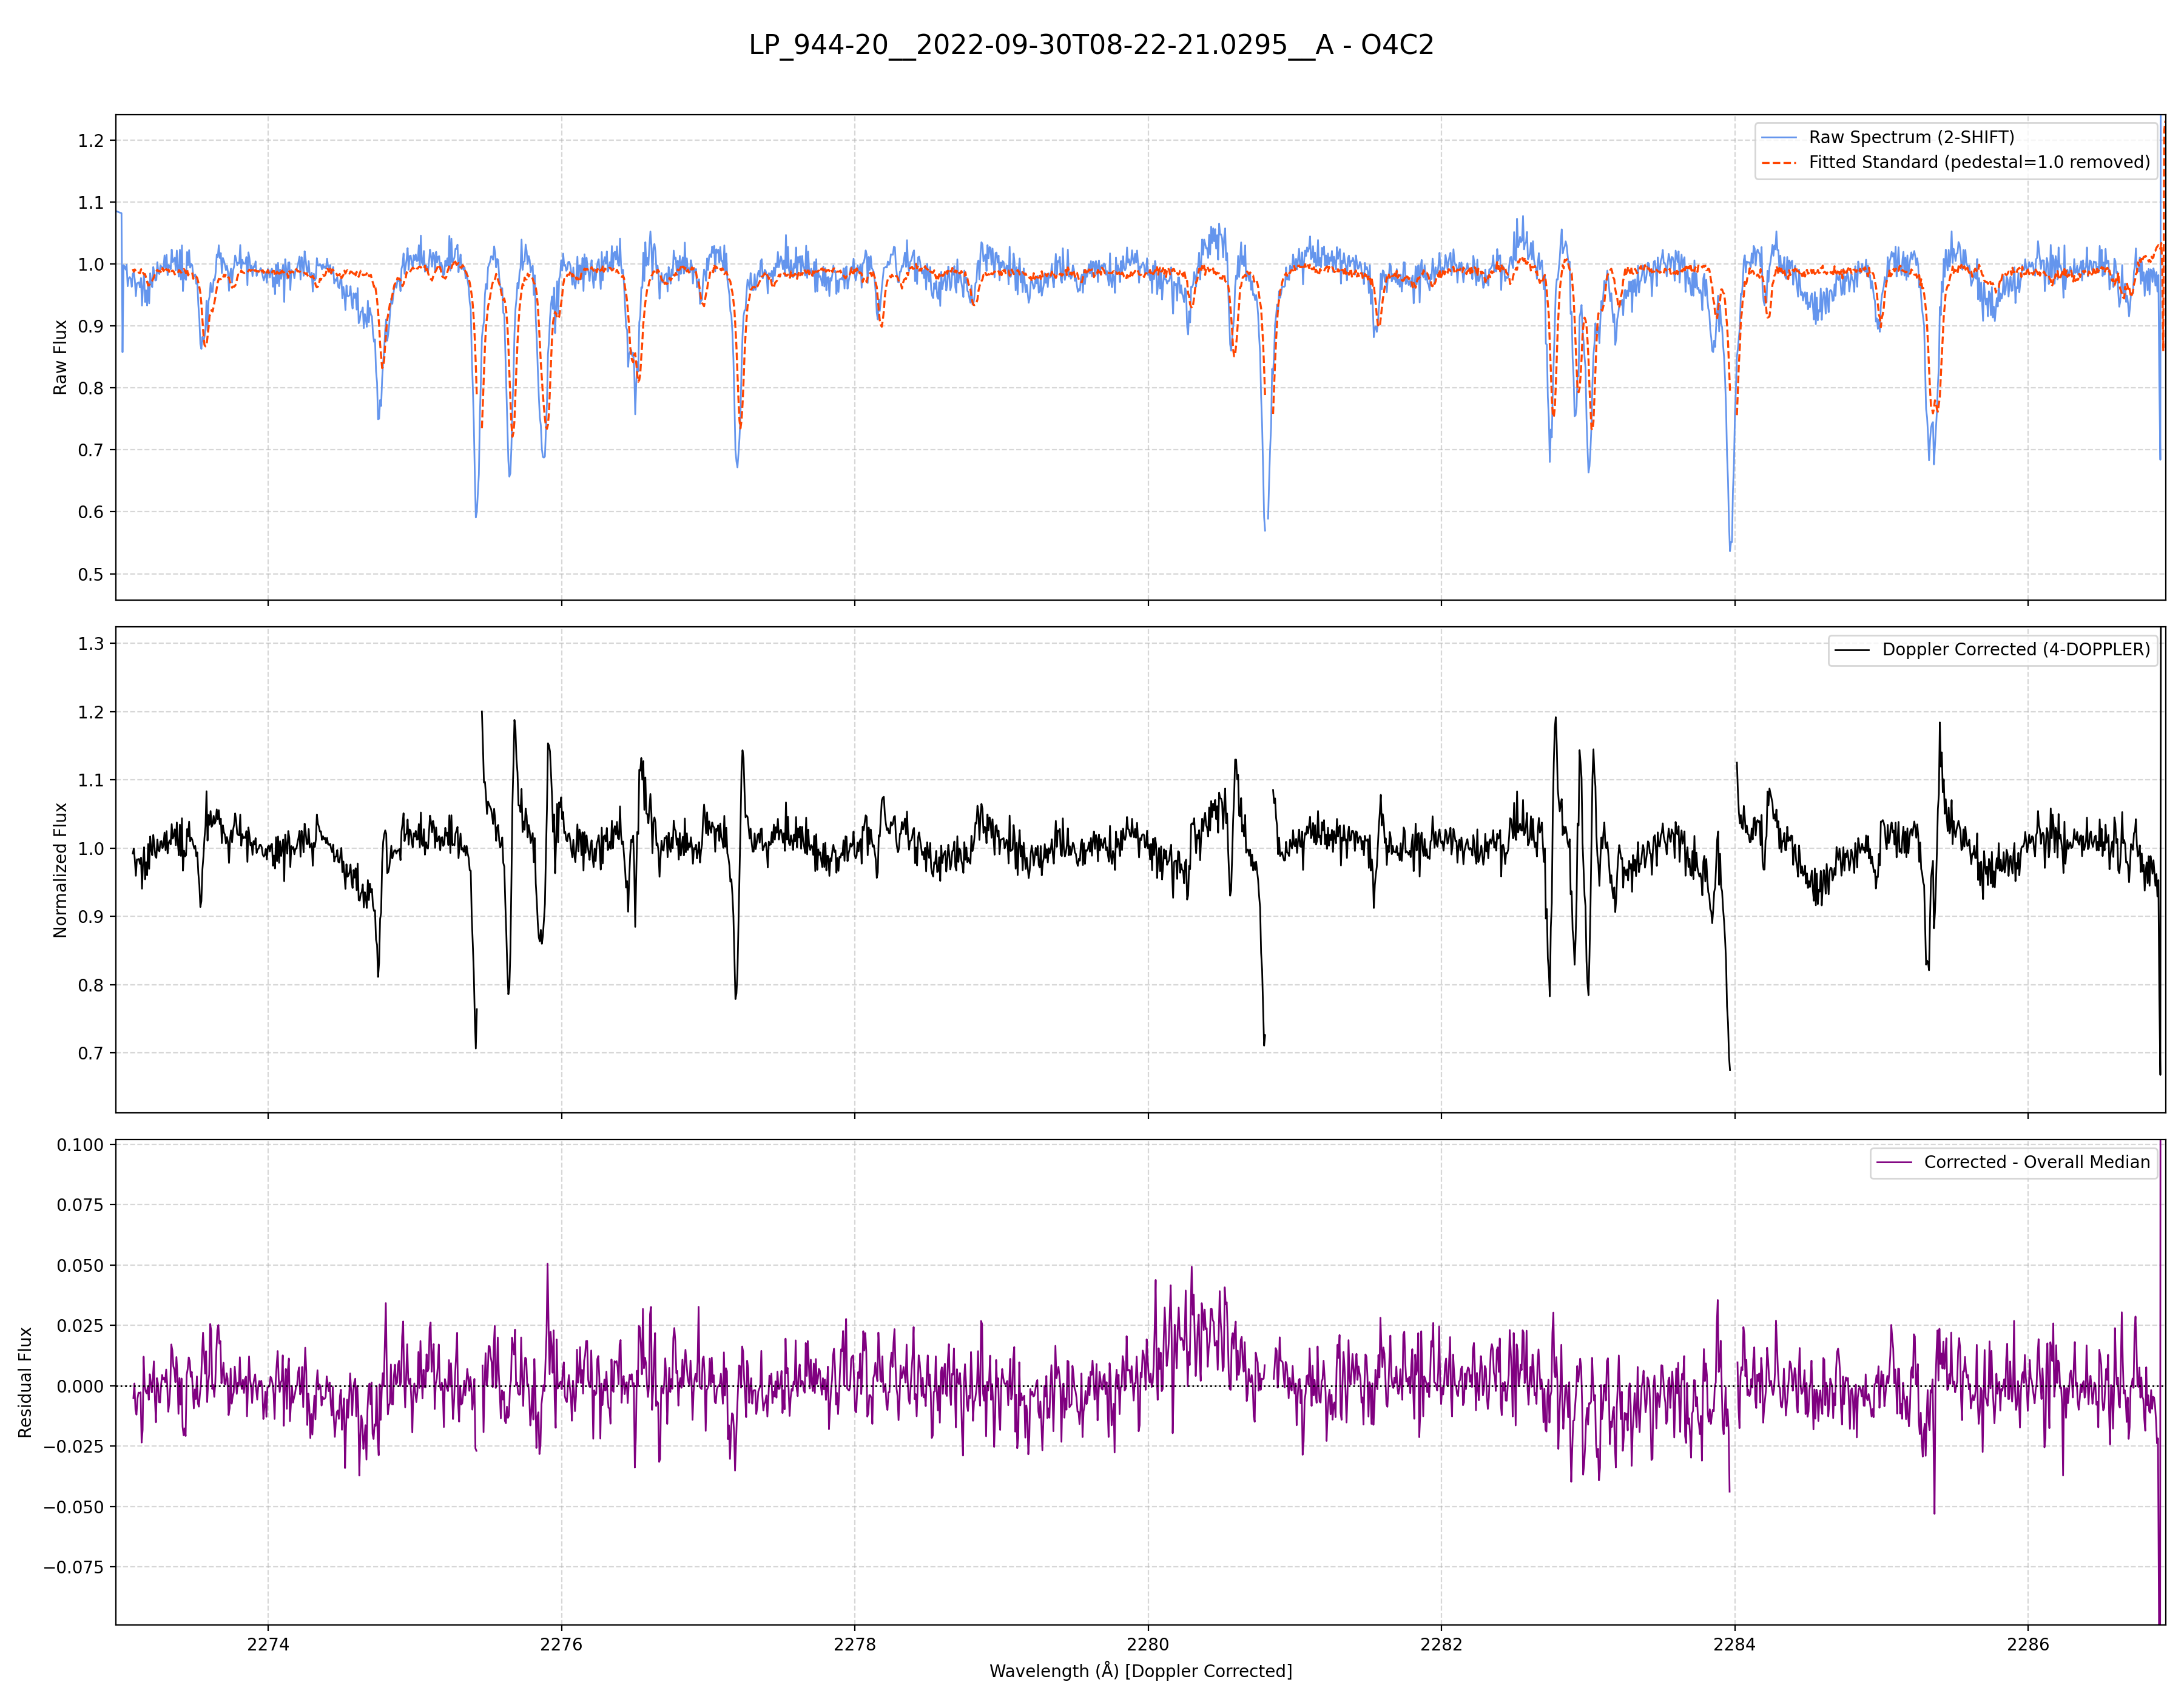 LP_944-20__2022-09-30T08-22-21.0295__A - O4C2
Raw Spectrum (2-SHIFT)
Fitted Standard (pedestal=1.0 removed)
Raw Flux
1.2
1.1
1.0
0.9
0.8
0.7
0.6
0.5
Doppler Corrected (4-DOPPLER)
Normalized Flux
1.3
1.2
1.1
1.0
0.9
0.8
0.7
Corrected - Overall Median
Residual Flux
0.100
0.075
0.050
0.025
0.000
−0.025
−0.050
−0.075
2274 2276 2278 2280 2282 2284 2286
Wavelength (Å) [Doppler Corrected]